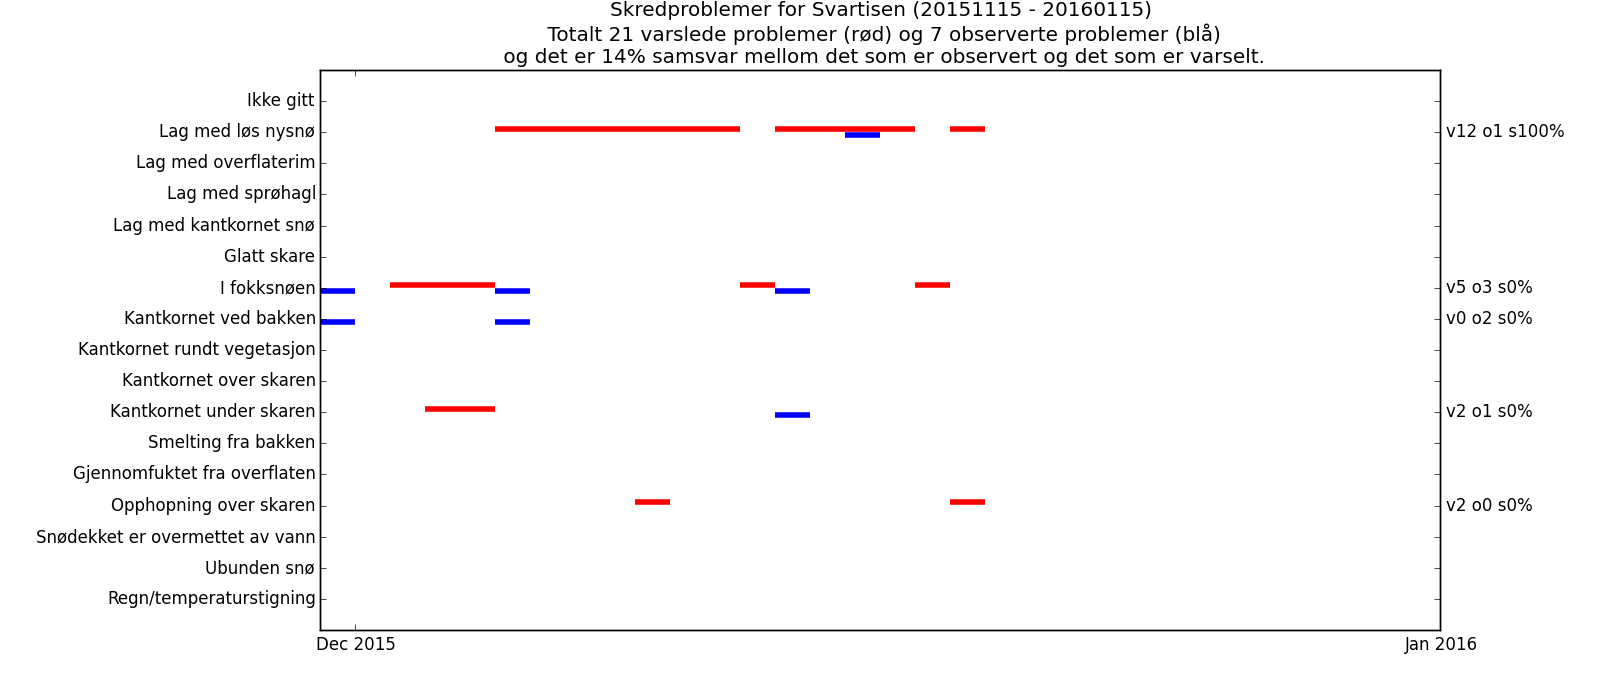 Skredproblemer for Svartisen (20151115 - 20160115)
Totalt 21 varslede problemer (rød) og 7 observerte problemer (blå)
og det er 14% samsvar mellom det som er observert og det som er varselt.
Ikke gitt
Lag med løs nysnø v12 o1 s100%
Lag med overflaterim
Lag med sprøhagl
Lag med kantkornet snø
Glatt skare
I fokksnøen v5 o3 s0%
Kantkornet ved bakken v0 o2 s0%
Kantkornet rundt vegetasjon
Kantkornet over skaren
Kantkornet under skaren v2 o1 s0%
Smelting fra bakken
Gjennomfuktet fra overflaten
Opphopning over skaren v2 o0 s0%
Snødekket er overmettet av vann
Ubunden snø
Regn/temperaturstigning
Dec 2015 Jan 2016